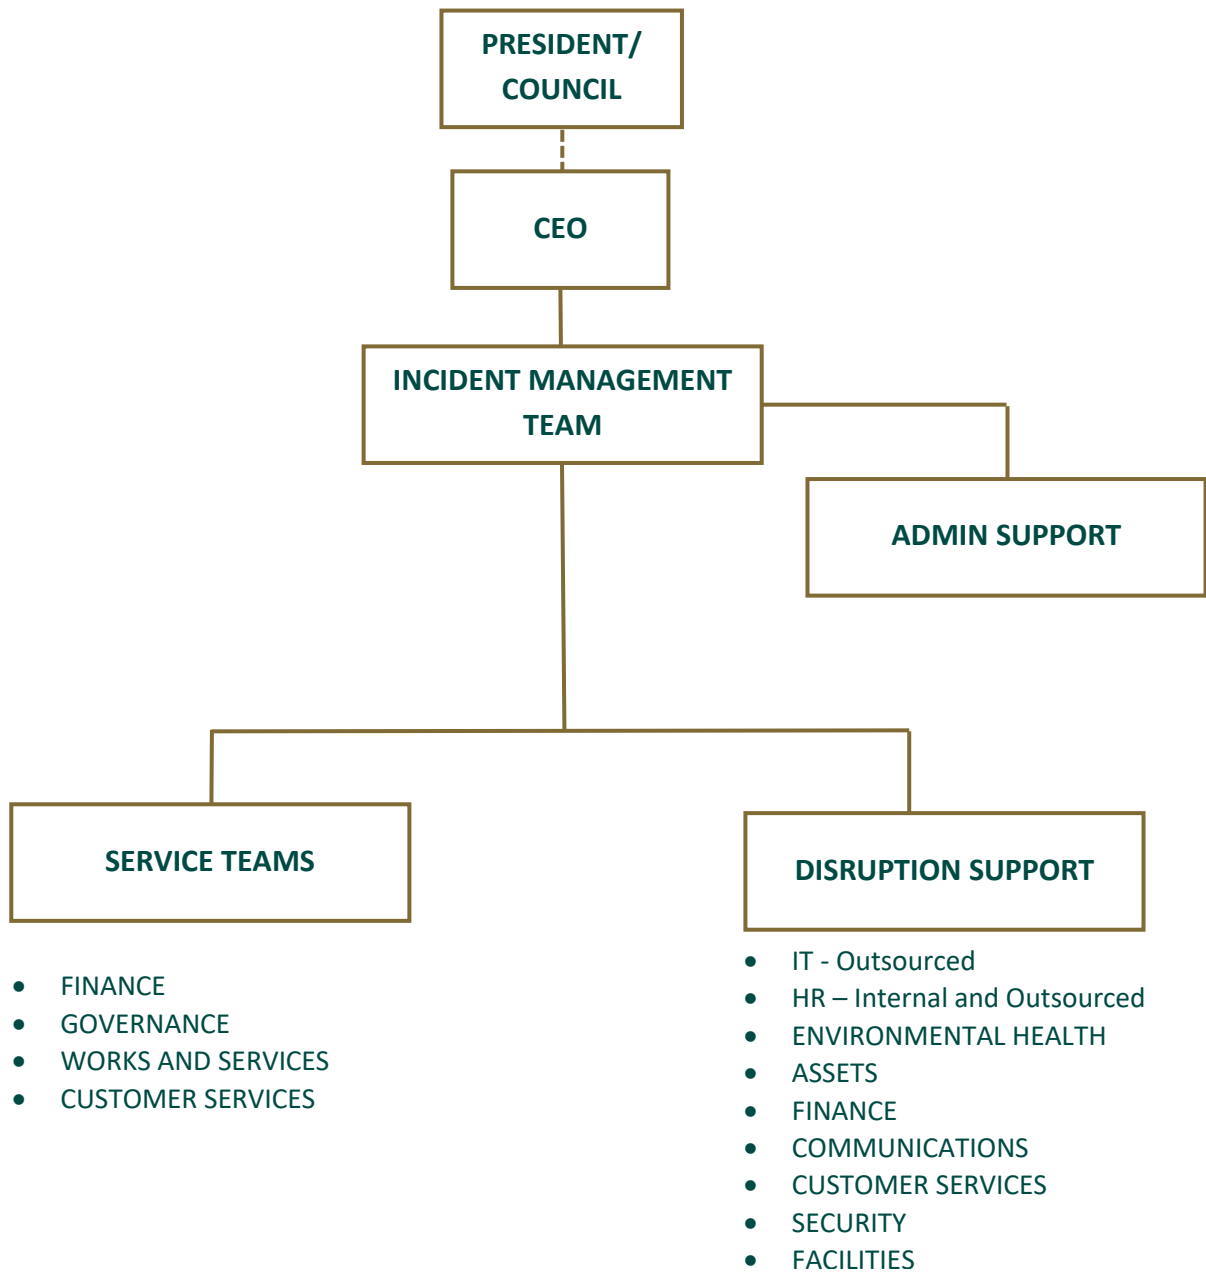 PRESIDENT/
COUNCIL
CEO
INCIDENT MANAGEMENT
TEAM
ADMIN SUPPORT
SERVICE TEAMS
DISRUPTION SUPPORT
• FINANCE
• GOVERNANCE
• WORKS AND SERVICES
• CUSTOMER SERVICES
• IT - Outsourced
• HR – Internal and Outsourced
• ENVIRONMENTAL HEALTH
• ASSETS
• FINANCE
• COMMUNICATIONS
• CUSTOMER SERVICES
• SECURITY
• FACILITIES